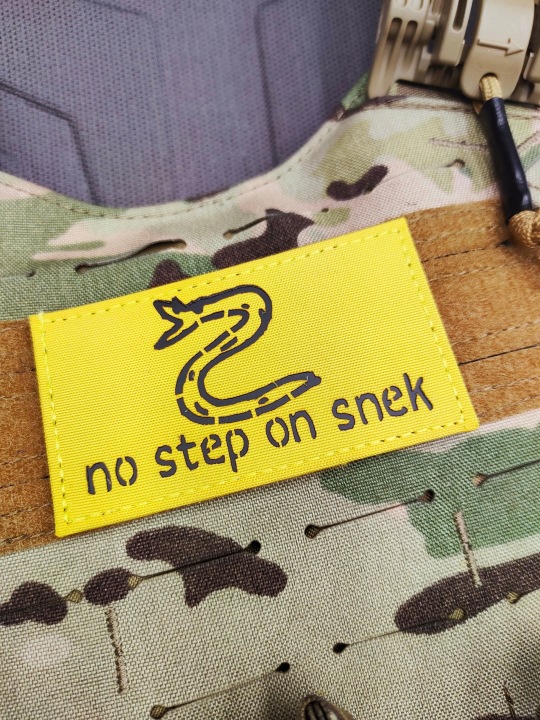 no step on snek